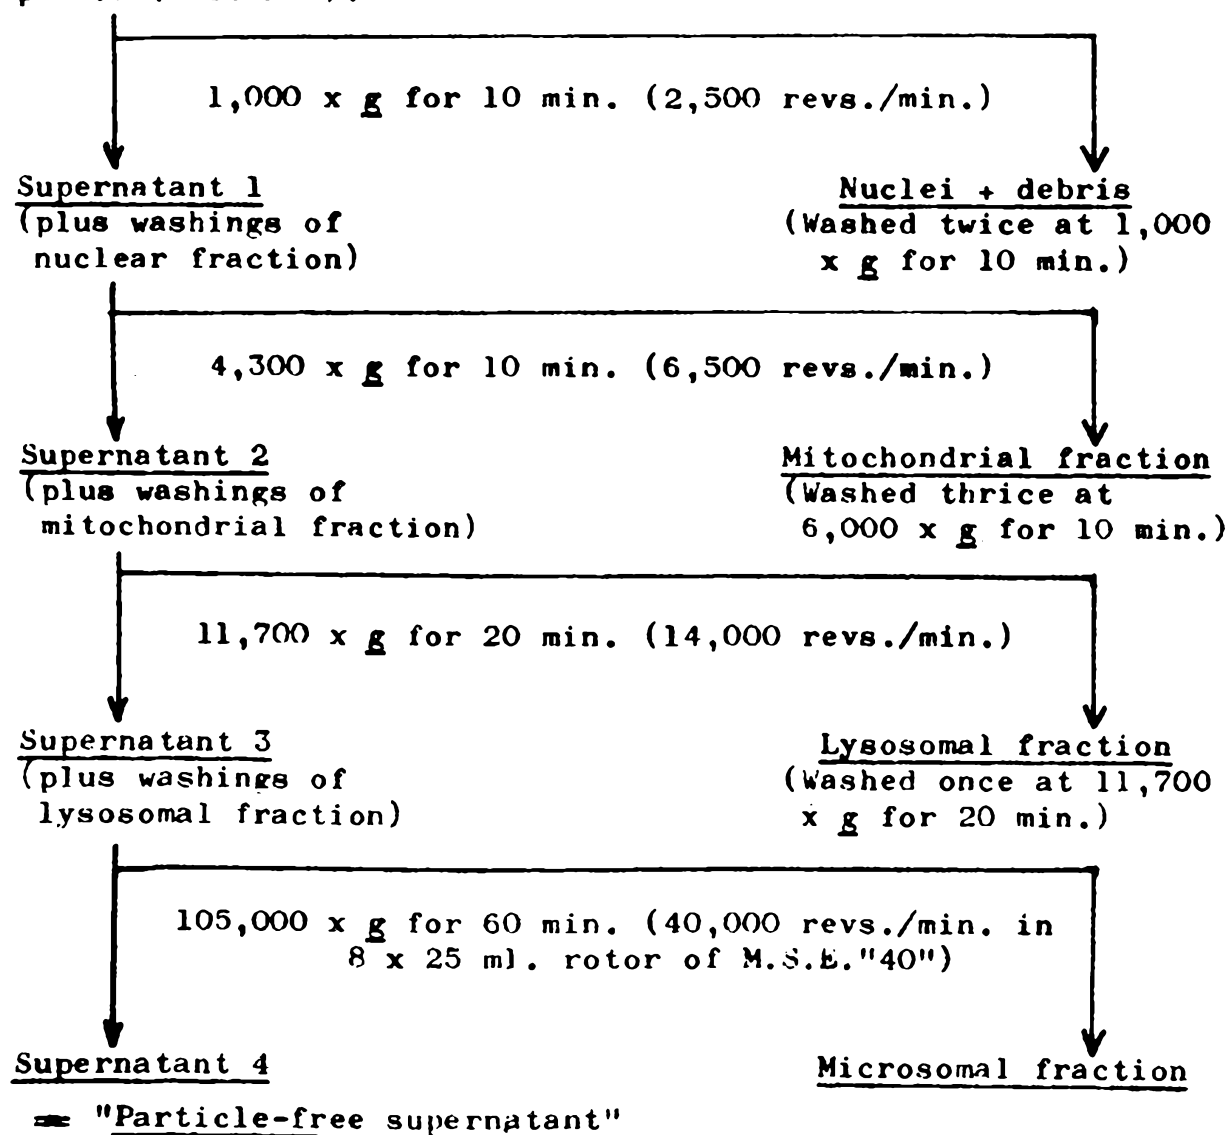 1,000 x g for 10 min. (2,500 revs./min.)
Supernatant 1
(plus washings of
nuclear fraction)
Nuclei + debris
(Washed twice at 1,000
x g for 10 min.)
4,300 x g for 10 min. (6,500 revs./min.)
Supernatant 2
(plus washings of
mitochondrial fraction)
Mitochondrial fraction
(Washed thrice at
6,000 x g for 10 min.)
11,700 x g for 20 min. (14,000 revs./min.)
Supernatant 3
(plus washings of
lysosomal fraction)
Lysosomal fraction
(Washed once at 11,700
x g for 20 min.)
105,000 x g for 60 min. (40,000 revs./min. in
8 x 25 ml. rotor of M.S.E."40")
Supernatant 4
= "Particle-free supernatant"
Microsomal fraction